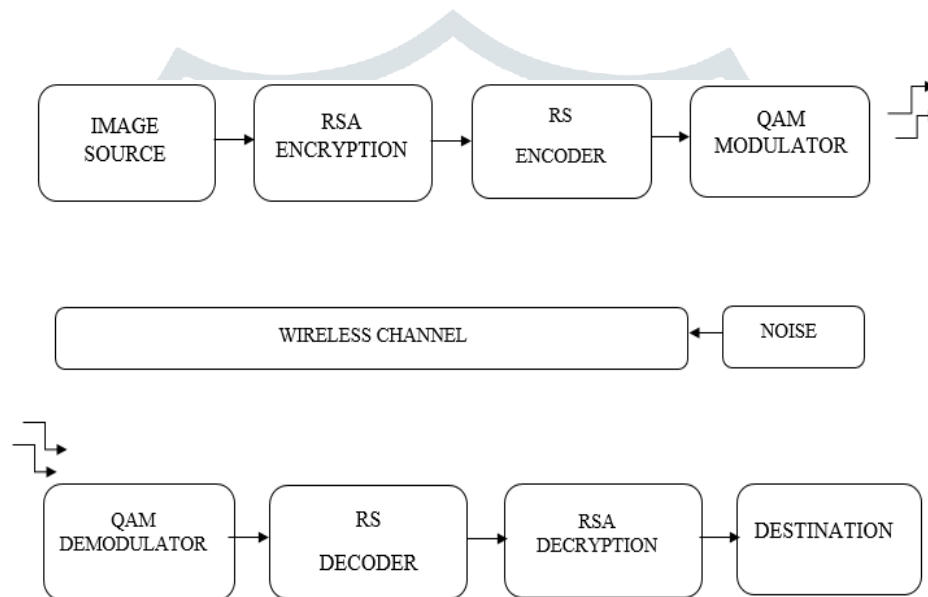 IMAGE
SOURCE
RSA
ENCRYPTION
RS
ENCODER
QAM
MODULATOR
WIRELESS CHANNEL
NOISE
QAM
DEMODULATOR
RS
DECODER
RSA
DECRYPTION
DESTINATION